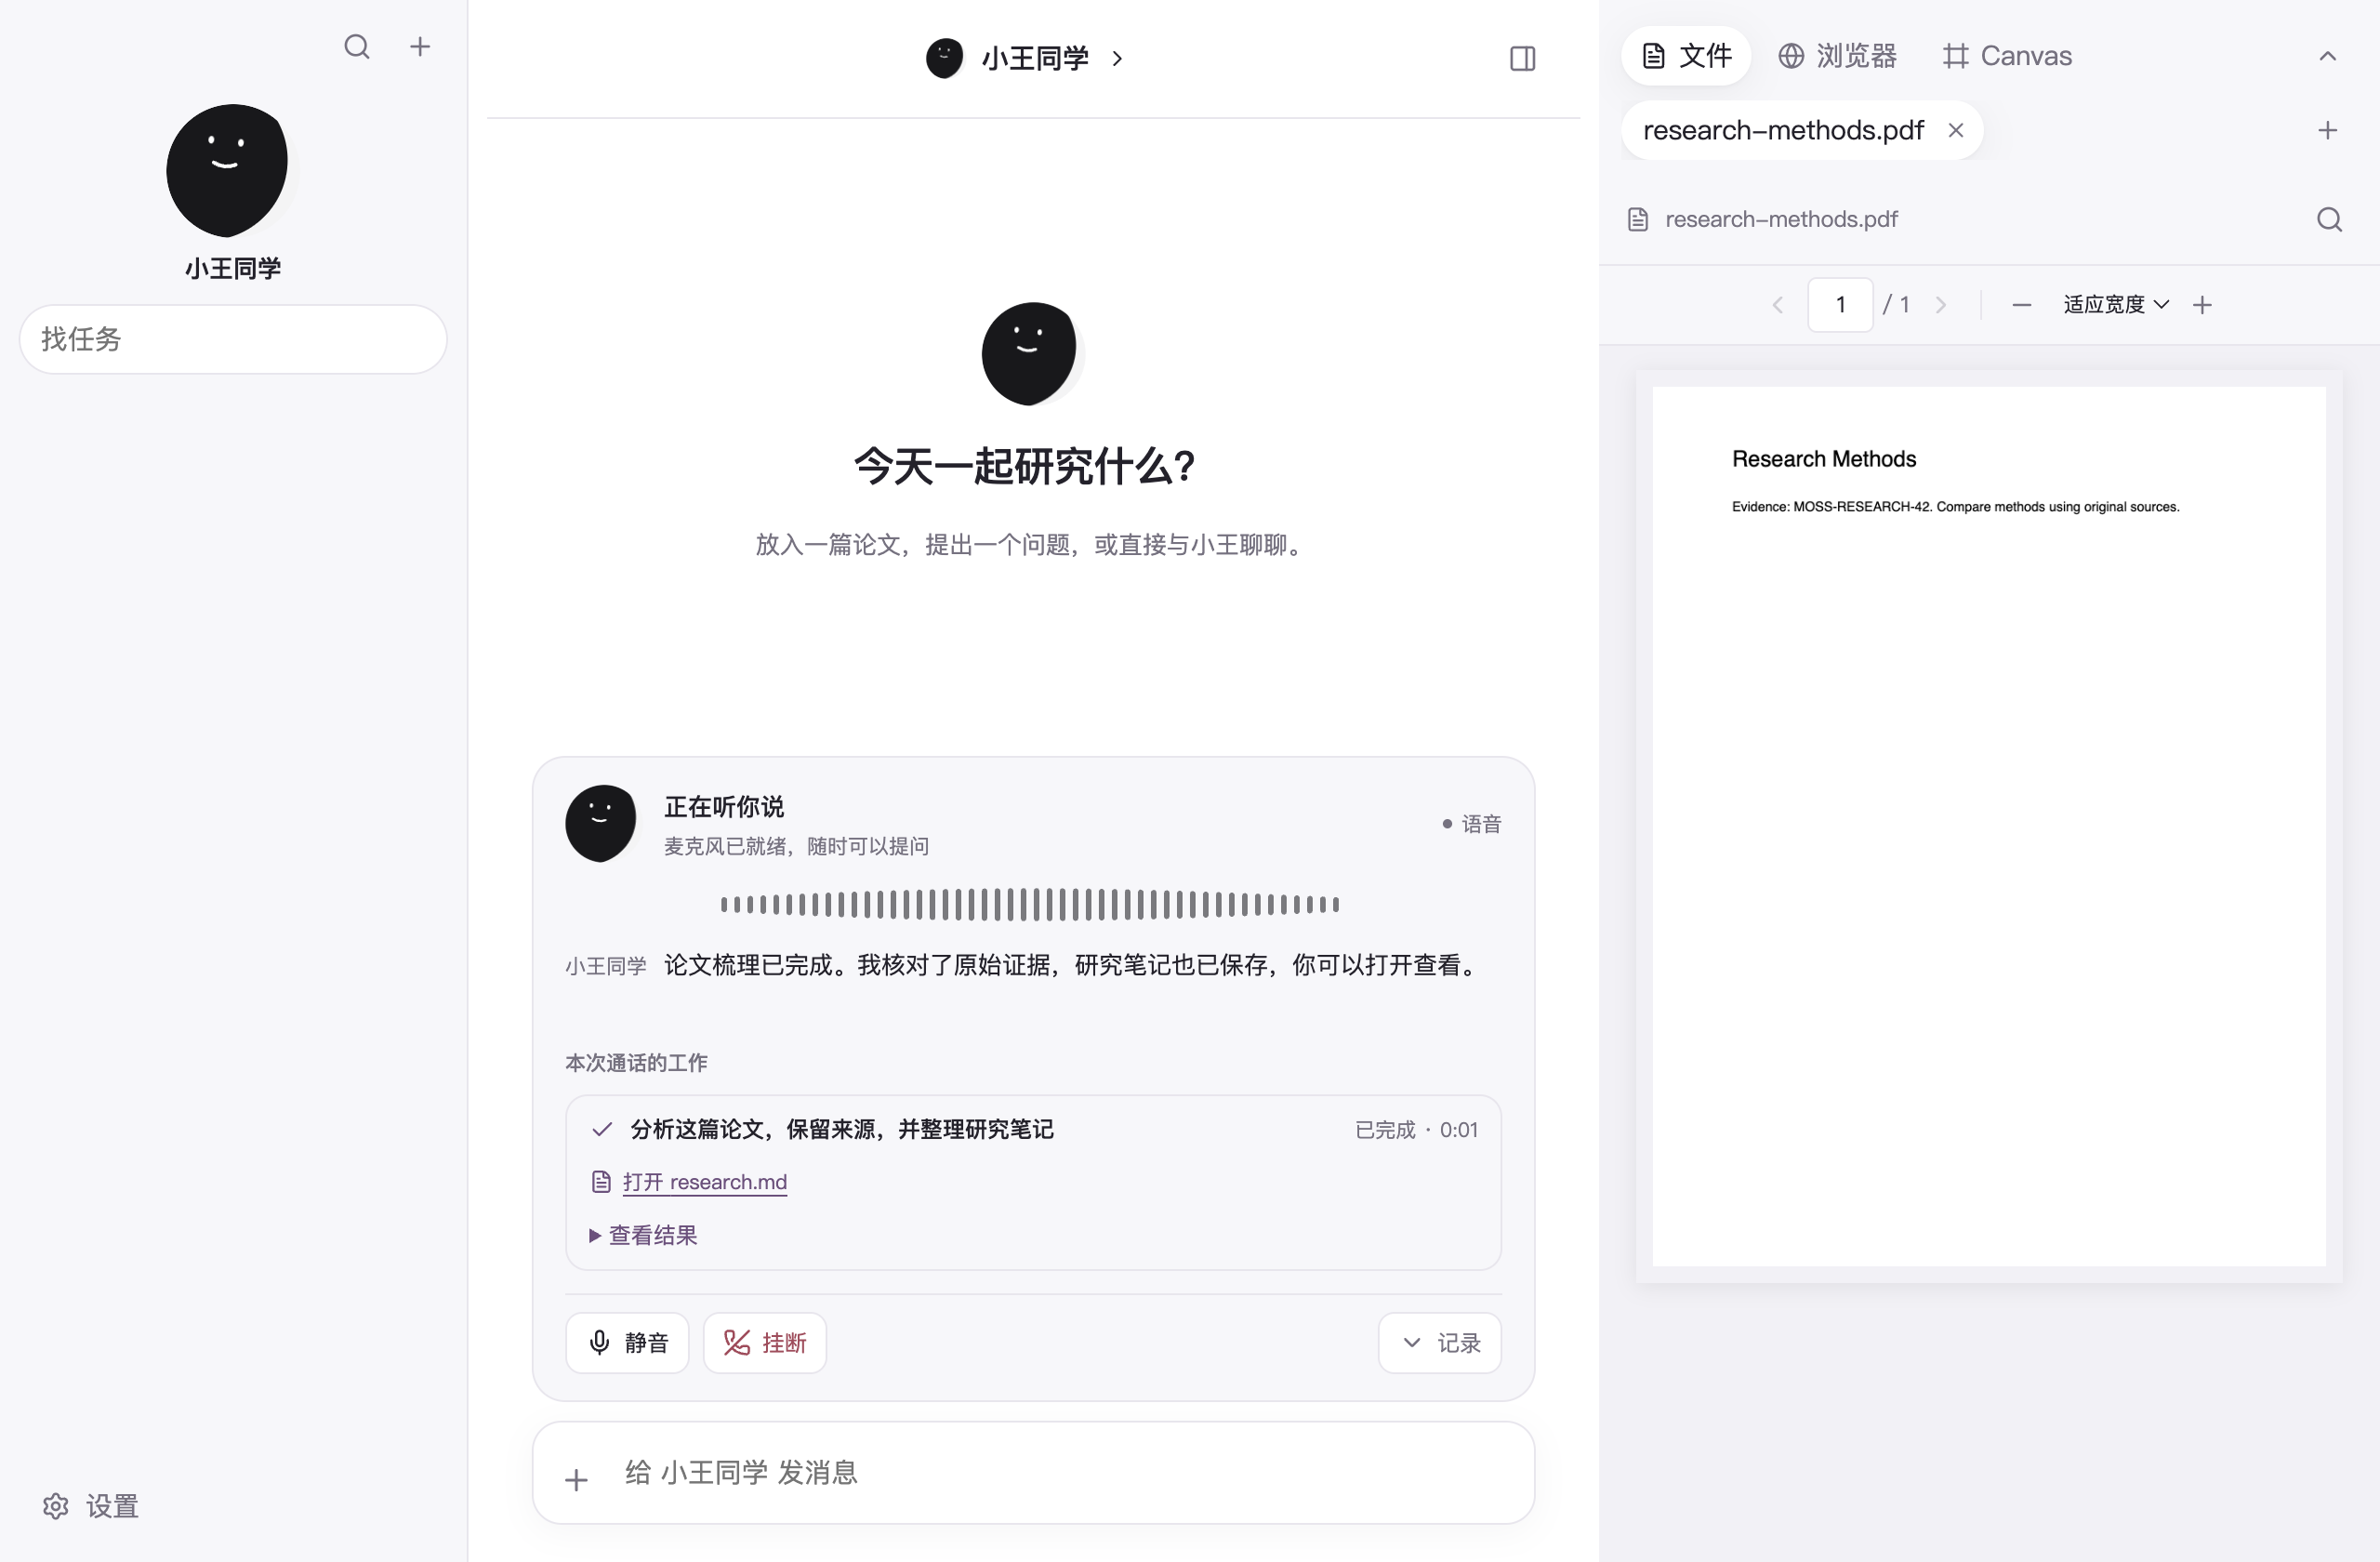 小王同学
找任务
设置
小王同学
今天一起研究什么?
放入一篇论文，提出一个问题，或直接与小王聊聊。
正在听你说
麦克风已就绪，随时可以提问
语音
小王同学 论文梳理已完成。我核对了原始证据，研究笔记也已保存，你可以打开查看。
本次通话的工作
分析这篇论文，保留来源，并整理研究笔记
已完成 · 0:01
打开 research.md
查看结果
静音 挂断 记录
给 小王同学 发消息
文件 浏览器 Canvas
research-methods.pdf
research-methods.pdf
1 / 1 适应宽度
Research Methods
Evidence: MOSS-RESEARCH-42. Compare methods using original sources.